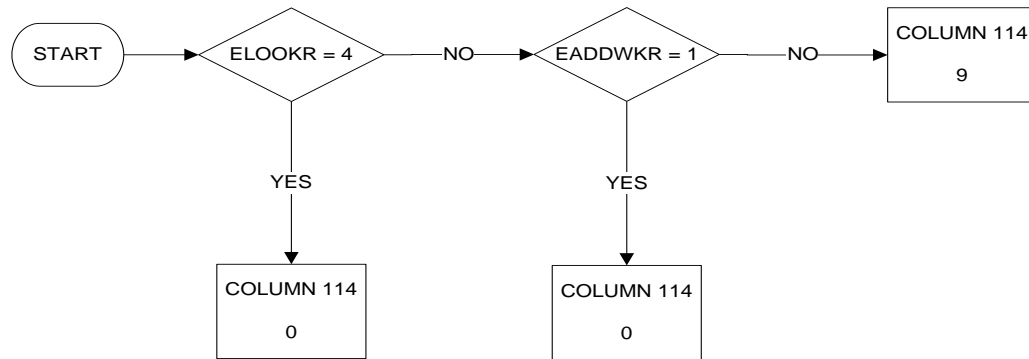 START
ELOOKR = 4
NO
EADDWKR = 1
NO
COLUMN 114
9
YES
YES
COLUMN 114
0
COLUMN 114
0